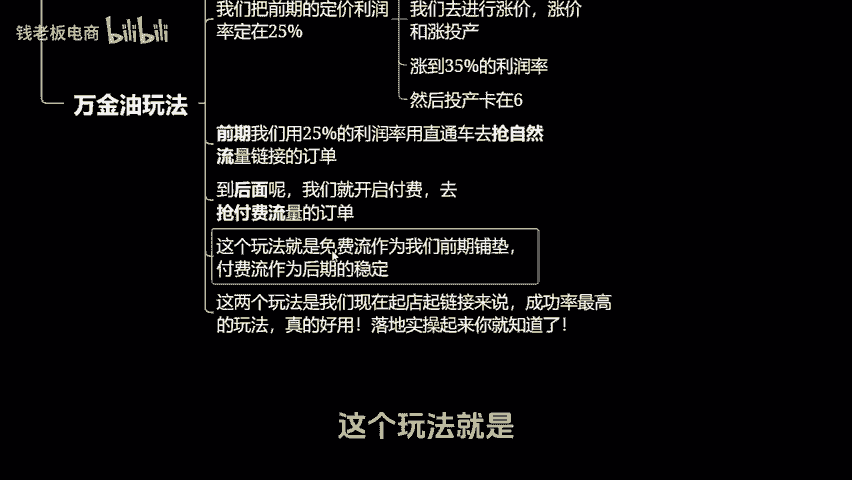 钱老板电商 bilibili
我们把前期的定价利润
率定在25%
我们去进行涨价，涨价
和涨投产
涨到35%的利润率
然后投产卡在6
万金油玩法
前期我们用25%的利润率用直通车去抢自然
流量链接的订单
到后面呢，我们就开启付费，去
抢付费流量的订单
这个玩法就是免费流作为我们前期铺垫，
付费流作为后期的稳定
这两个玩法是我们现在起店起链接来说，成功率最高
的玩法，真的好用！落地实操起来你就知道了！
这个玩法就是